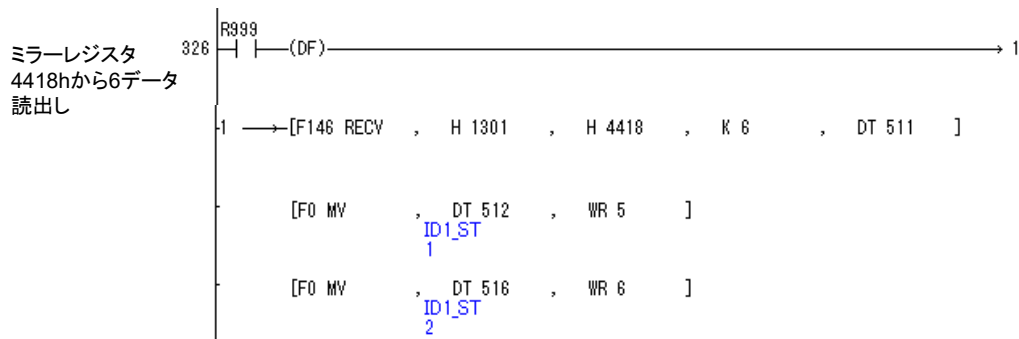 R999
326 (DF) 1
ミラーレジスタ
4418hから6データ
読出し
1 [F146 RECV , H 1301 , H 4418 , K 6 , DT 511 ]
[F0 MV , DT 512 , WR 5 ]
ID1_ST
1
[F0 MV , DT 516 , WR 6 ]
ID1_ST
2